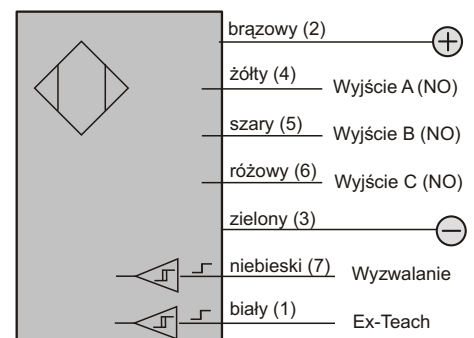 brązowy (2)
żółty (4) Wyjście A (NO)
szary (5) Wyjście B (NO)
różowy (6) Wyjście C (NO)
zielony (3)
niebieski (7) Wyzwalanie
biały (1) Ex-Teach